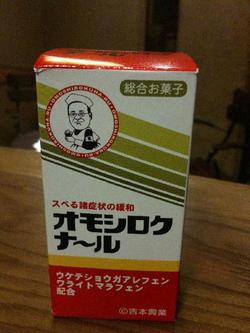 総合お菓子
スベる諸症状の緩和
オモシロク
ナ〜ル
ウケテショウガアレフェン
ワライトマラフェン
配合
©吉本興業